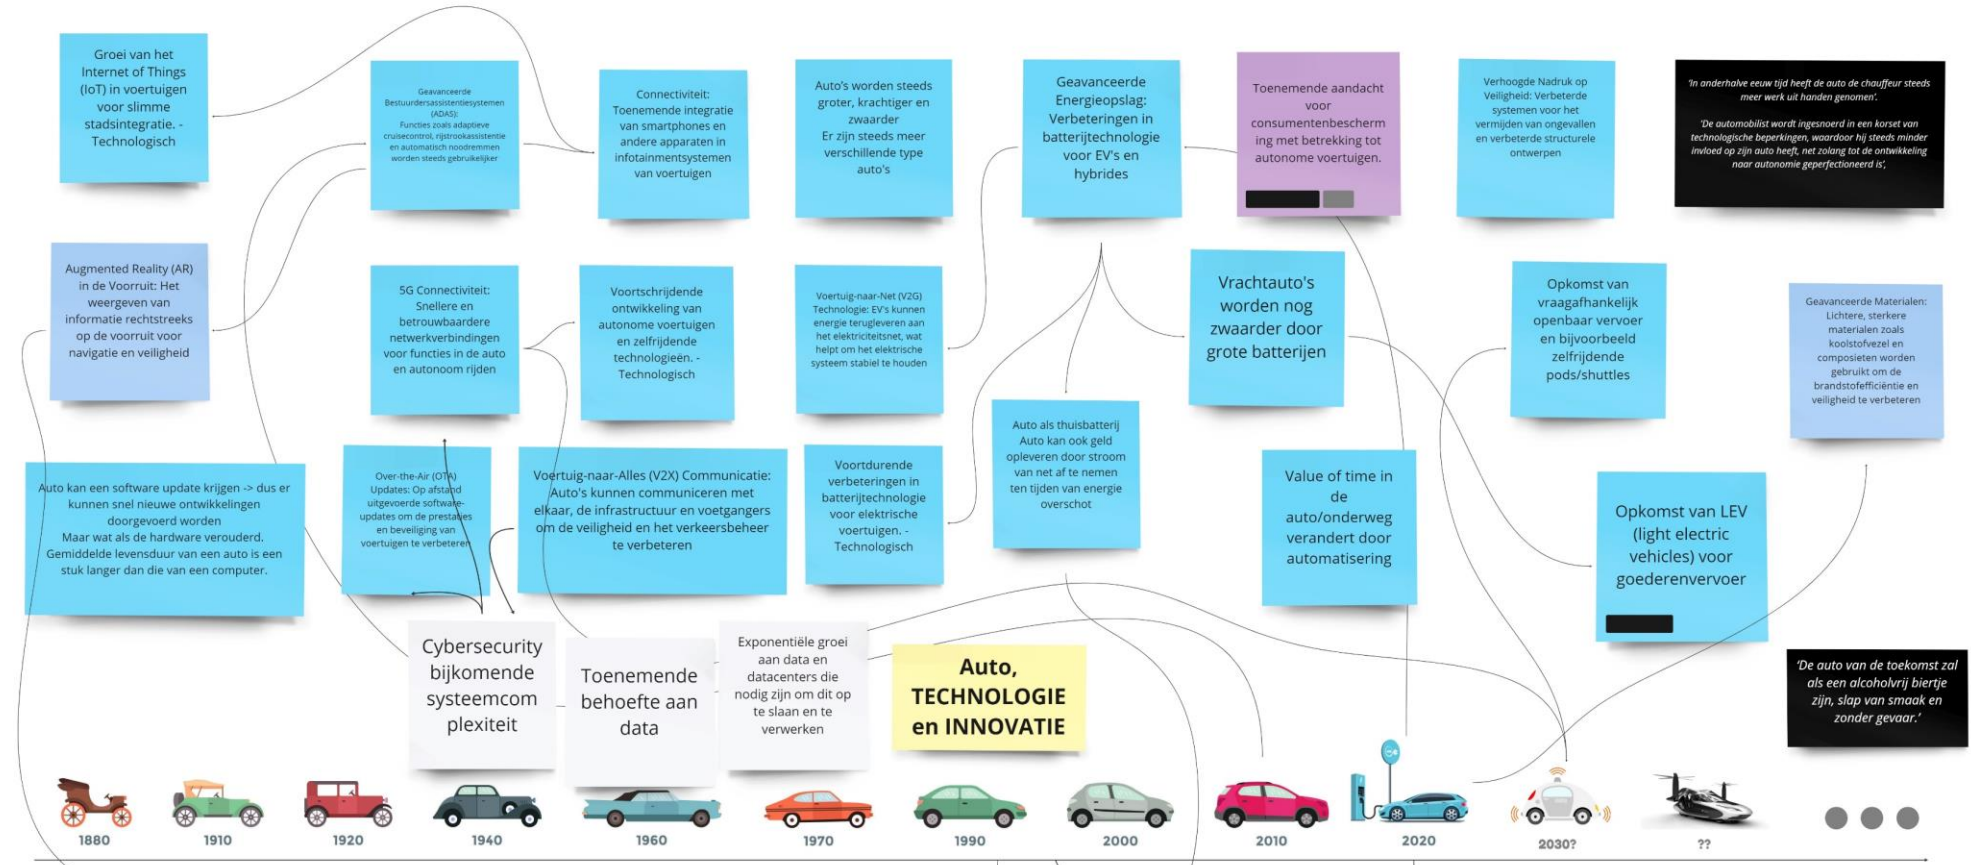 Groei van het
Internet of Things
(IoT) in voertuigen
voor slimme
stadsintegratie. -
Technologisch
Geavanceerde
Bestuurdersassistentiesystemen
(ADAS):
Functies zoals adaptieve
cruisecontrol, rijstrookassistentie
en automatisch noodremmen
worden steeds gebruikelijker
Connectiviteit:
Toenemende integratie
van smartphones en
andere apparaten in
infotainmentsystemen
van voertuigen
Auto's worden steeds
groter, krachtiger en
zwaarder
Er zijn steeds meer
verschillende type
auto's
Geavanceerde
Energieopslag:
Verbeteringen in
batterijtechnologie
voor EV's en
hybrides
Toenemende aandacht
voor
consumentenbescherm
ing met betrekking tot
autonome voertuigen.
Verhoogde Nadruk op
Veiligheid: Verbeterde
systemen voor het
vermijden van ongevallen
en verbeterde structurele
ontwerpen
'In anderhalve eeuw tijd heeft de auto de chauffeur steeds
meer werk uit handen genomen'.
'De automobilist wordt ingesnoerd in een korset van
technologische beperkingen, waardoor hij steeds minder
invloed op zijn auto heeft, net zolang tot de ontwikkeling
naar autonomie geperfectioneerd is',
Augmented Reality (AR)
in de Voorruit: Het
weergeven van
informatie rechtstreeks
op de voorruit voor
navigatie en veiligheid
5G Connectiviteit:
Snellere en
betrouwbaardere
netwerkverbindingen
voor functies in de auto
en autonoom rijden
Voortschrijdende
ontwikkeling van
autonome voertuigen
en zelfrijdende
technologieën. -
Technologisch
Voertuig-naar-Net (V2G)
Technologie: EV's kunnen
energie terugleveren aan
het elektriciteitsnet, wat
helpt om het elektrische
systeem stabiel te houden
Vrachtauto's
worden nog
zwaarder door
grote batterijen
Opkomst van
vraagafhankelijk
openbaar vervoer
en bijvoorbeeld
zelfrijdende
pods/shuttles
Geavanceerde Materialen:
Lichtere, sterkere
materialen zoals
koolstofvezel en
composieten worden
gebruikt om de
brandstofefficiëntie en
veiligheid te verbeteren
Auto als thuisbatterij
Auto kan ook geld
opleveren door stroom
van net af te nemen
ten tijden van energie
overschot
Auto kan een software update krijgen -> dus er
kunnen snel nieuwe ontwikkelingen
doorgevoerd worden
Maar wat als de hardware verouderd.
Gemiddelde levensduur van een auto is een
stuk langer dan die van een computer.
Over-the-Air (OTA)
Updates: Op afstand
uitgevoerde software-
updates om de prestaties
en beveiliging van
voertuigen te verbeteren
Voertuig-naar-Alles (V2X) Communicatie:
Auto's kunnen communiceren met
elkaar, de infrastructuur en voetgangers
om de veiligheid en het verkeersbeheer
te verbeteren
Voortdurende
verbeteringen in
batterijtechnologie
voor elektrische
voertuigen. -
Technologisch
Value of time in
de
auto/onderweg
verandert door
automatisering
Opkomst van LEV
(light electric
vehicles) voor
goederenvervoer
Cybersecurity
bijkomende
systeemcom
plexiteit
Toenemende
behoefte aan
data
Exponentiële groei
aan data en
datacenters die
nodig zijn om dit op
te slaan en te
verwerken
Auto,
TECHNOLOGIE
en INNOVATIE
'De auto van de toekomst zal
als een alcoholvrij biertje
zijn, slap van smaak en
zonder gevaar.'
1880
1910
1920
1940
1960
1970
1990
2000
2010
2020
2030?
??